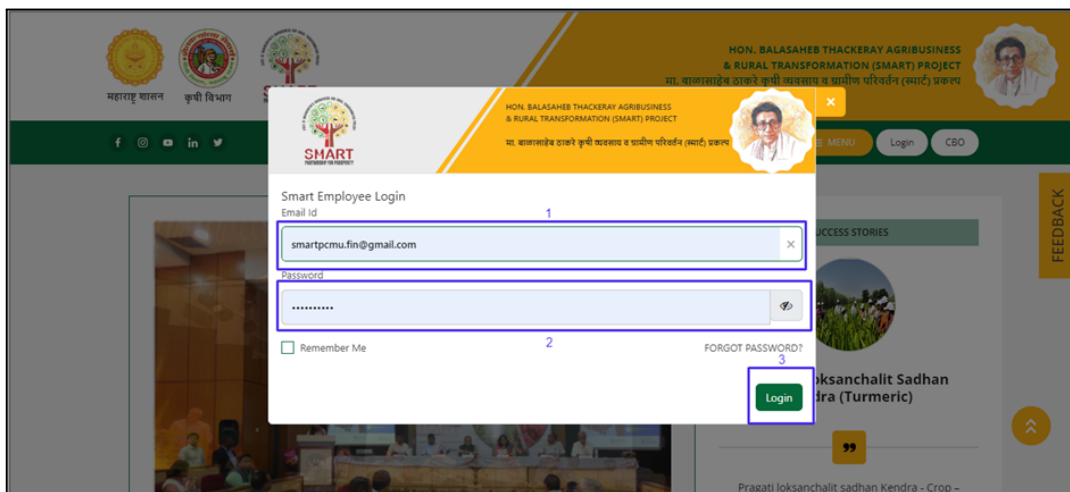 HON. BALASAHEB THACKERAY AGRIBUSINESS
& RURAL TRANSFORMATION (SMART) PROJECT
मा. बाळासाहेब ठाकरे कृषी व्यवसाय व ग्रामीण परिवर्तन (स्मार्ट) प्रकल्प
महाराष्ट्र शासन
कृषी विभाग
HON. BALASAHEB THACKERAY AGRIBUSINESS
& RURAL TRANSFORMATION (SMART) PROJECT
मा. बाळासाहेब ठाकरे कृषी व्यवसाय व ग्रामीण परिवर्तन (स्मार्ट) प्रकल्प
SMART
PARTNERSHIP FOR PROSPERITY
MENU
Login
CBO
FEEDBACK
Smart Employee Login
Email Id
1
smartpcmu.fin@gmail.com
SUCCESS STORIES
Password
..........
Remember Me
2
FORGOT PASSWORD?
3
Login
loksanchalit Sadhan
(Turmeric)
Pragati loksanchalit sadhan Kendra - Crop –